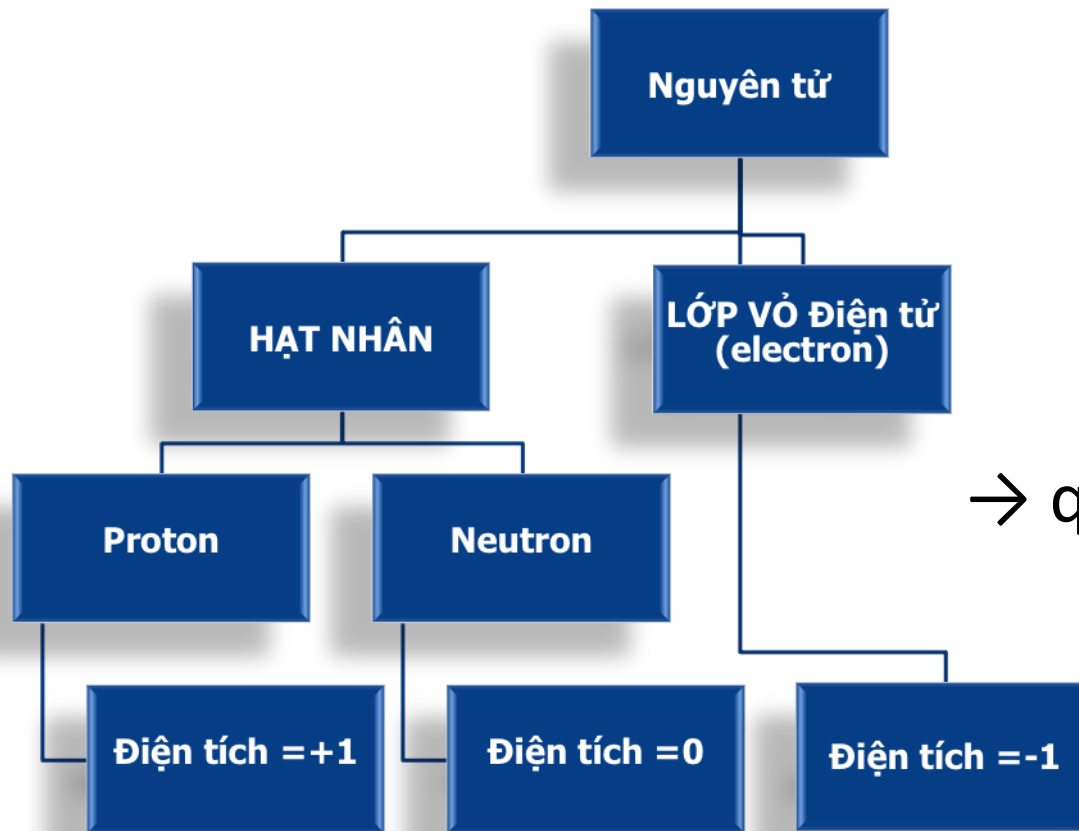 Nguyên tử
HẠT NHÂN
LỚP VỎ Điện tử
(electron)
Proton
Neutron
→ q
Điện tích =+1
Điện tích =0
Điện tích =-1